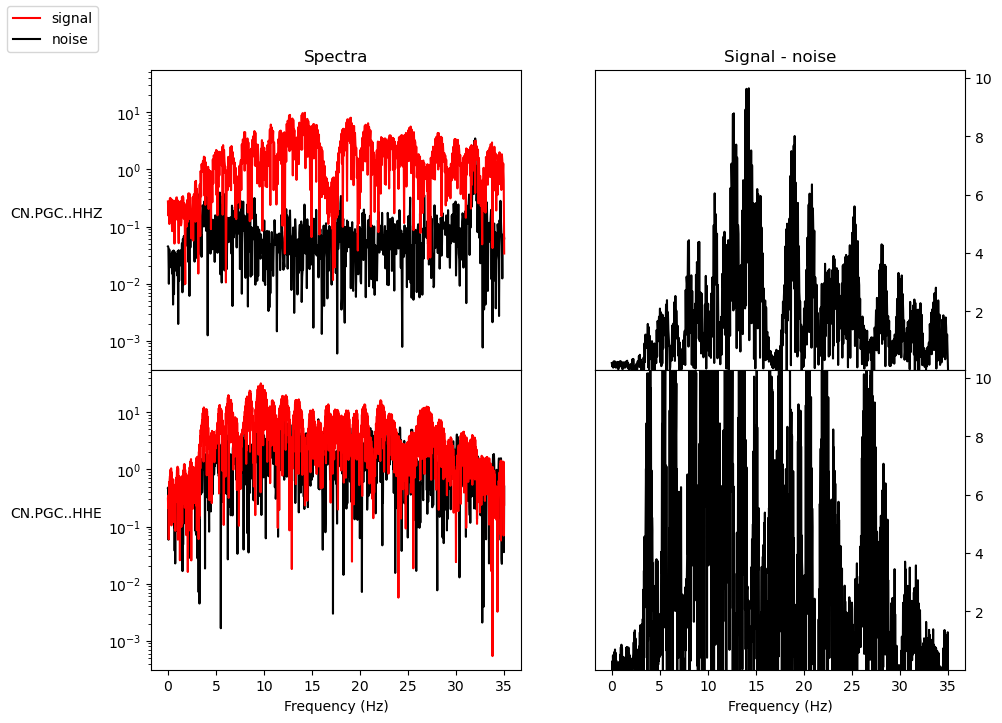 signal
noise
Spectra
Signal - noise
CN.PGC..HHZ
10¹
10⁰
10⁻¹
10⁻²
10⁻³
10
8
6
4
2
CN.PGC..HHE
10¹
10⁰
10⁻¹
10⁻²
10⁻³
10
8
6
4
2
0 5 10 15 20 25 30 35
Frequency (Hz)
0 5 10 15 20 25 30 35
Frequency (Hz)